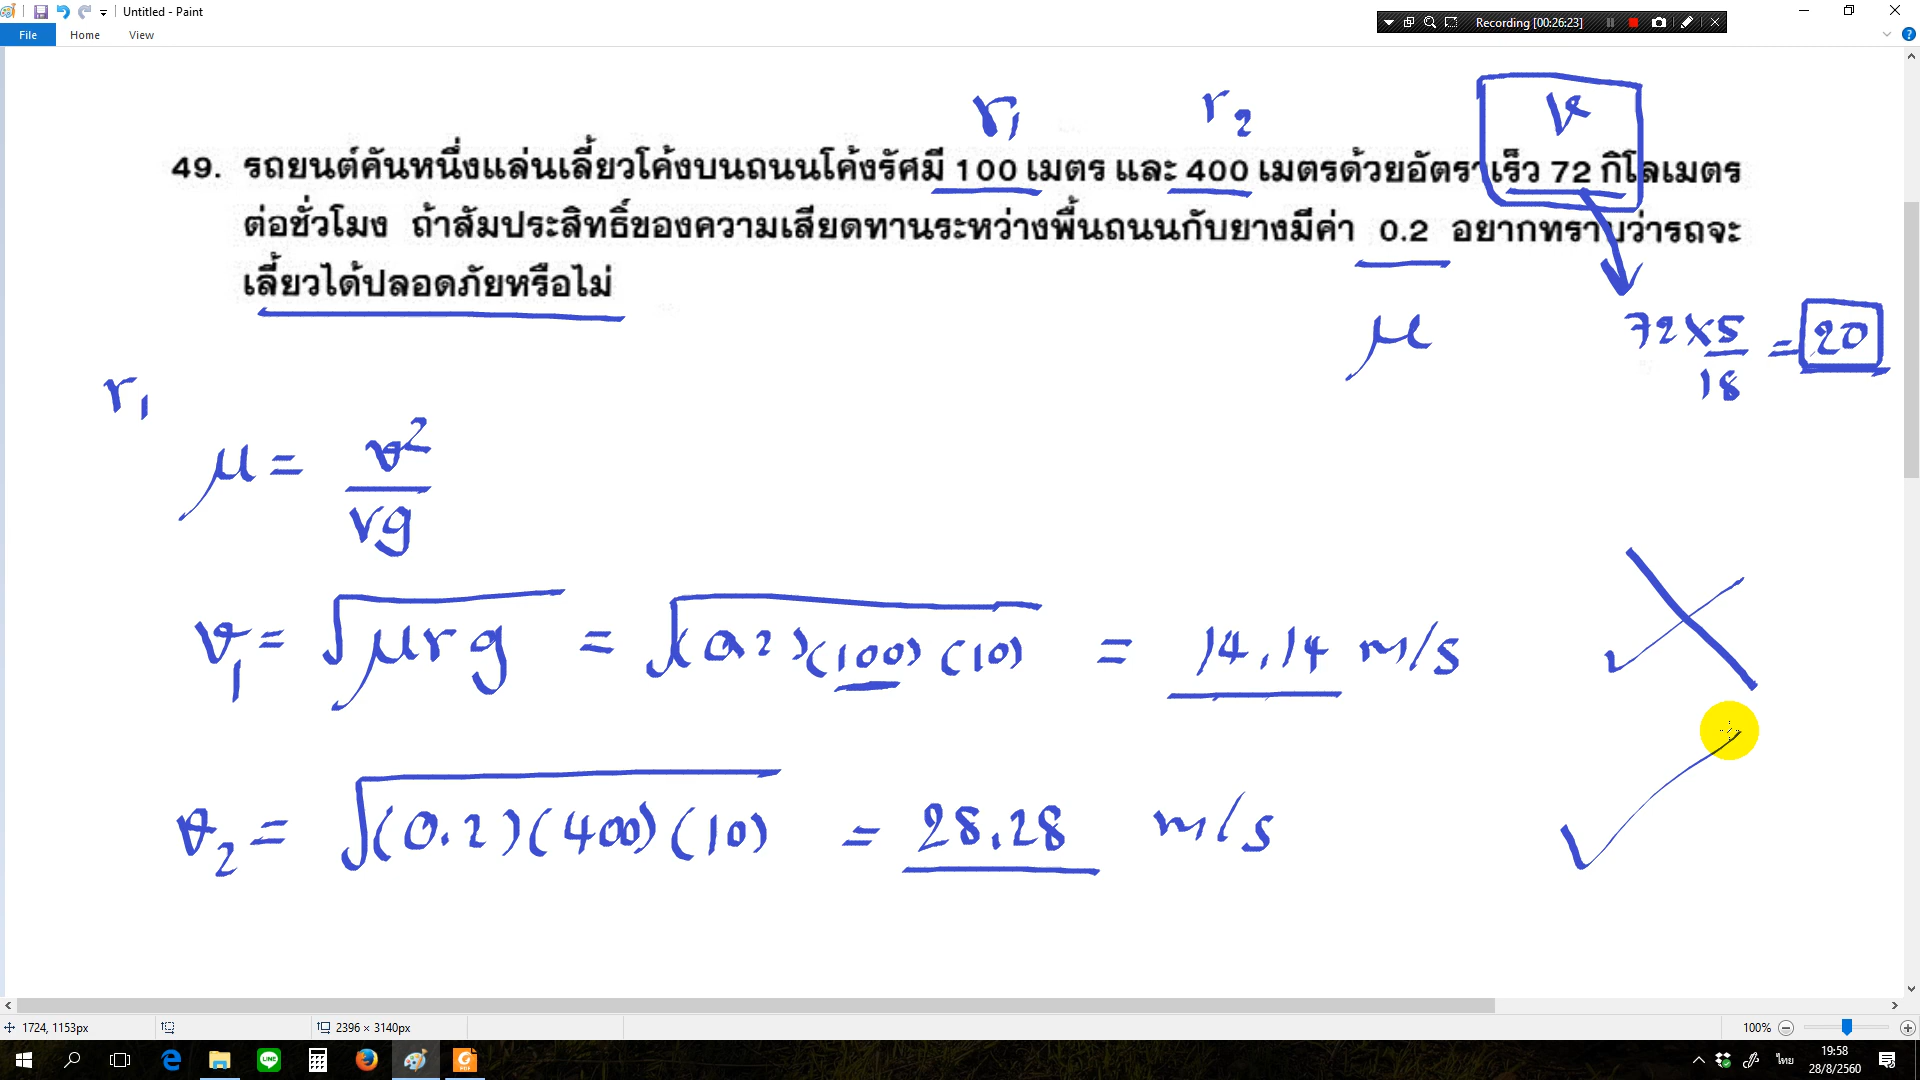 Untitled - Paint
Recording [00:26:23]
File Home View
r₁ r₂ v
49. รถยนต์คันหนึ่งแล่นเลี้ยวโค้งบนถนนโค้งรัศมี 100 เมตร และ 400 เมตรด้วยอัตราเร็ว 72 กิโลเมตร
ต่อชั่วโมง ถ้าสัมประสิทธิ์ของความเสียดทานระหว่างพื้นถนนกับยางมีค่า 0.2 อยากทราบว่ารถจะ
เลี้ยวได้ปลอดภัยหรือไม่
μ
72 x 5/18 = 20
r₁
μ = v²/rg
v₁ = √μrg = √(0.2)(100)(10) = 14.14 m/s
v₂ = √(0.2)(400)(10) = 28.28 m/s
1724, 1153px
2396 × 3140px
100%
LINE
PDF
ไทย
19:58
28/8/2560